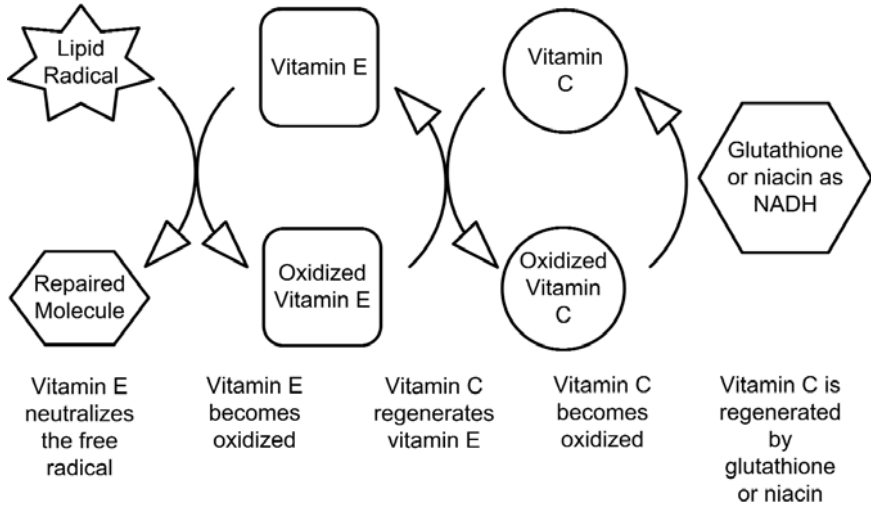 Lipid
Radical
Vitamin E
Vitamin
C
Glutathione
or niacin as
NADH
Repaired
Molecule
Oxidized
Vitamin E
Oxidized
Vitamin
C
Vitamin E
neutralizes
the free
radical
Vitamin E
becomes
oxidized
Vitamin C
regenerates
vitamin E
Vitamin C
becomes
oxidized
Vitamin C is
regenerated
by
glutathione
or niacin